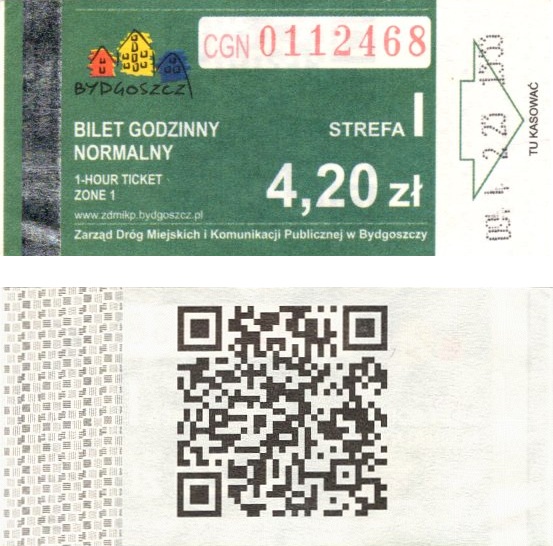 CGN 0112468
BYDGOSZCZ
BILET GODZINNY
NORMALNY
STREFA I
1-HOUR TICKET
ZONE 1
4,20 zł
www.zdmikp.bydgoszcz.pl
Zarząd Dróg Miejskich i Komunikacji Publicznej w Bydgoszczy
TU KASOWAĆ